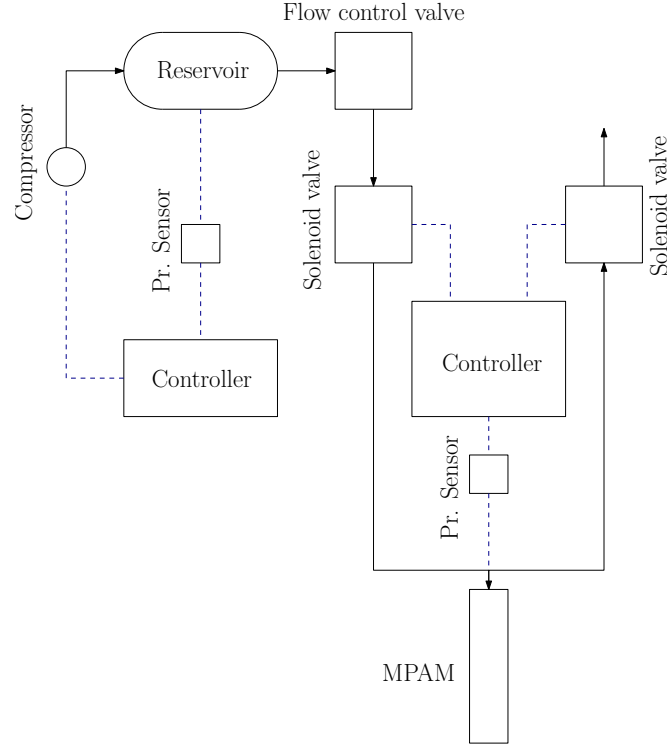 Flow control valve
Reservoir
Compressor
Pr. Sensor
Solenoid valve
Solenoid valve
Controller
Controller
Pr. Sensor
MPAM